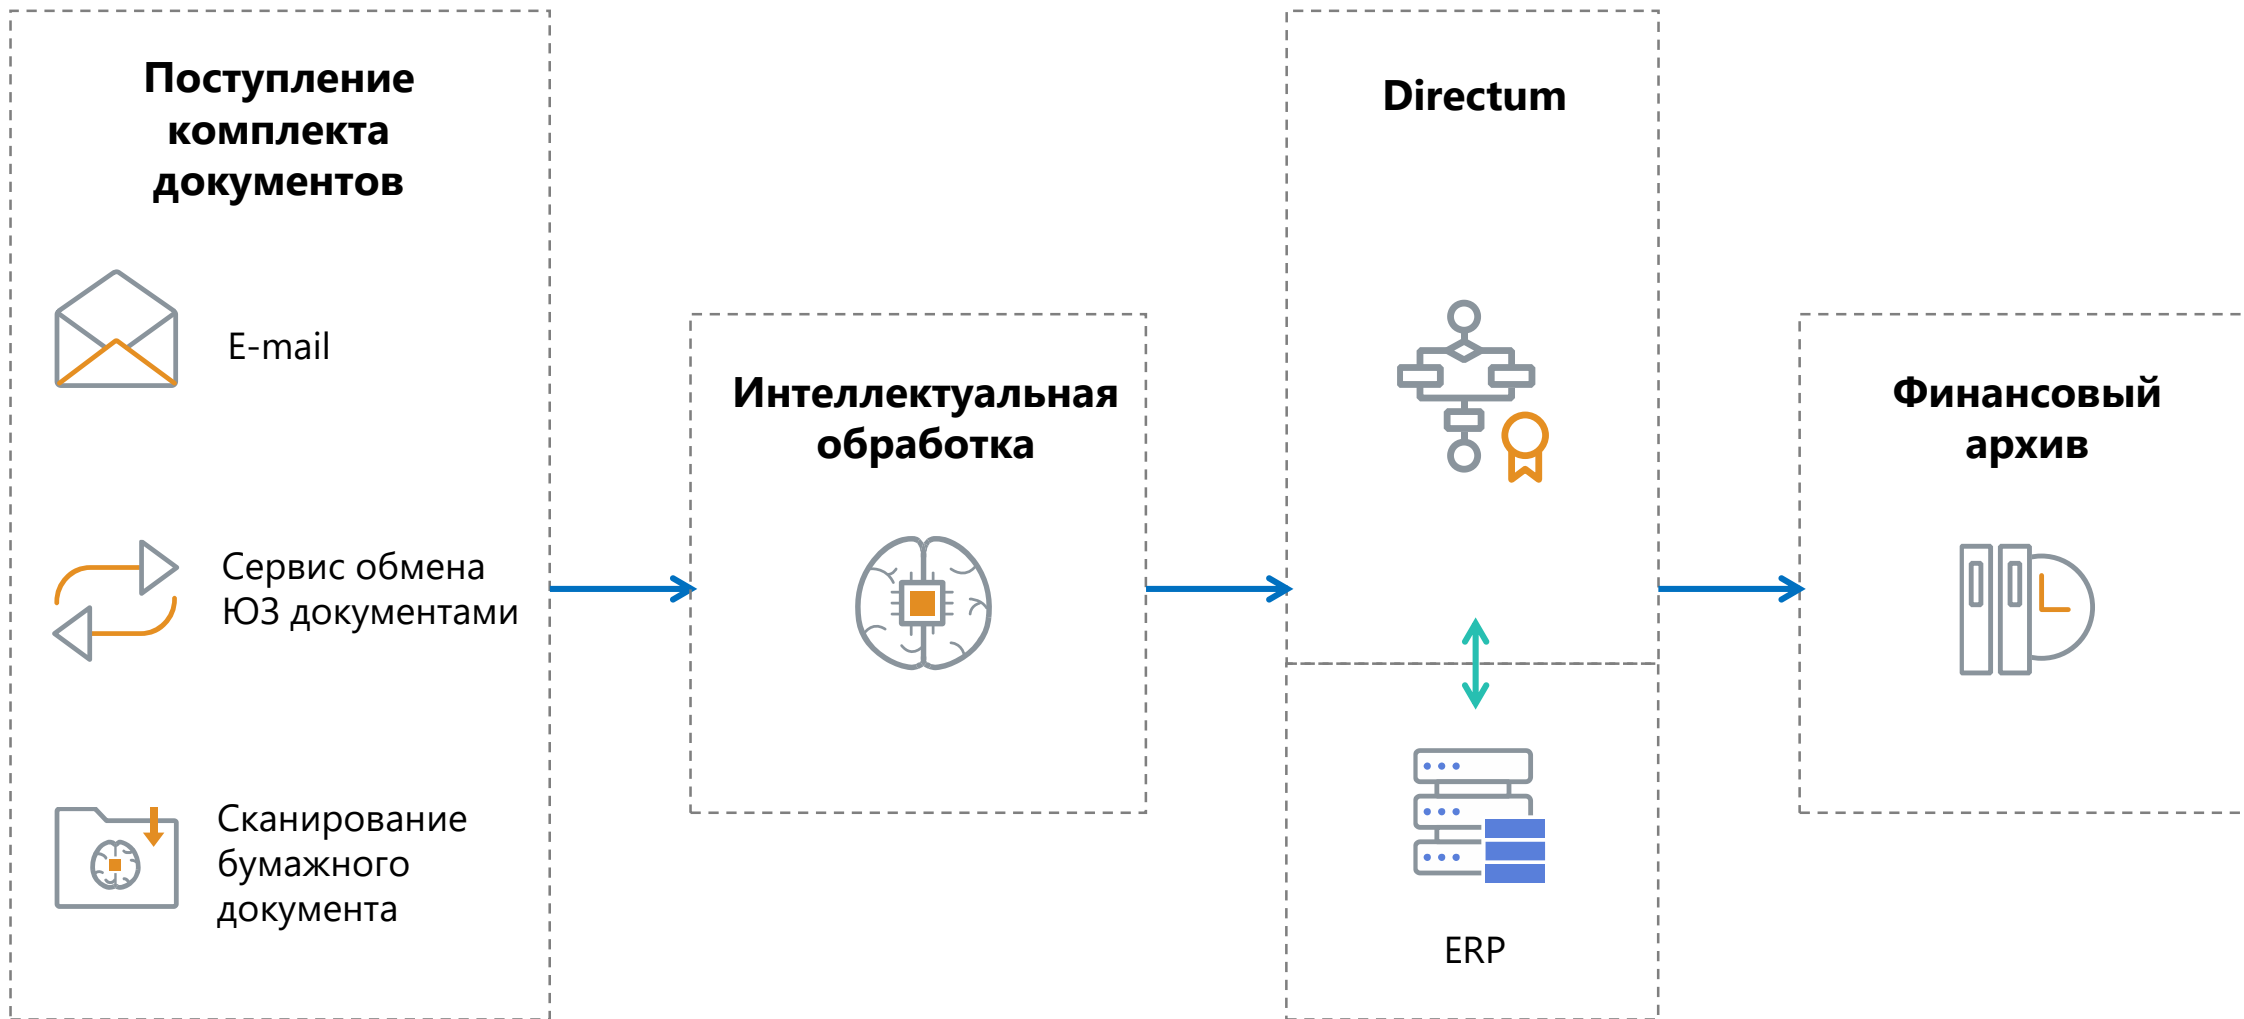 Поступление
комплекта
документов
E-mail
Сервис обмена
ЮЗ документами
Сканирование
бумажного
документа
Интеллектуальная
обработка
Directum
ERP
Финансовый
архив